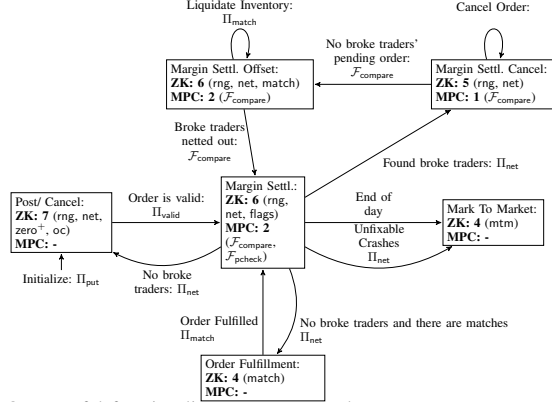 Liquidate Inventory:
Π_match
Cancel Order:
No broke traders'
pending order:
F_compare
Margin Settl. Offset:
ZK: 6 (rng, net, match)
MPC: 2 (F_compare)
Margin Settl. Cancel:
ZK: 5 (rng, net)
MPC: 1 (F_compare)
Broke traders
netted out:
F_compare
Found broke traders: Π_net
Post/ Cancel:
ZK: 7 (rng, net,
zero⁺, oc)
MPC: -
Order is valid:
Π_valid
Margin Settl.:
ZK: 6 (rng,
net, flags)
MPC: 2
(F_compare,
F_pcheck)
End of
day
Unfixable
Crashes
Π_net
Mark To Market:
ZK: 4 (mtm)
MPC: -
Initialize: Π_put
No broke
traders: Π_net
Order Fulfilled
Π_match
No broke traders and there are matches
Π_net
Order Fulfillment:
ZK: 4 (match)
MPC: -